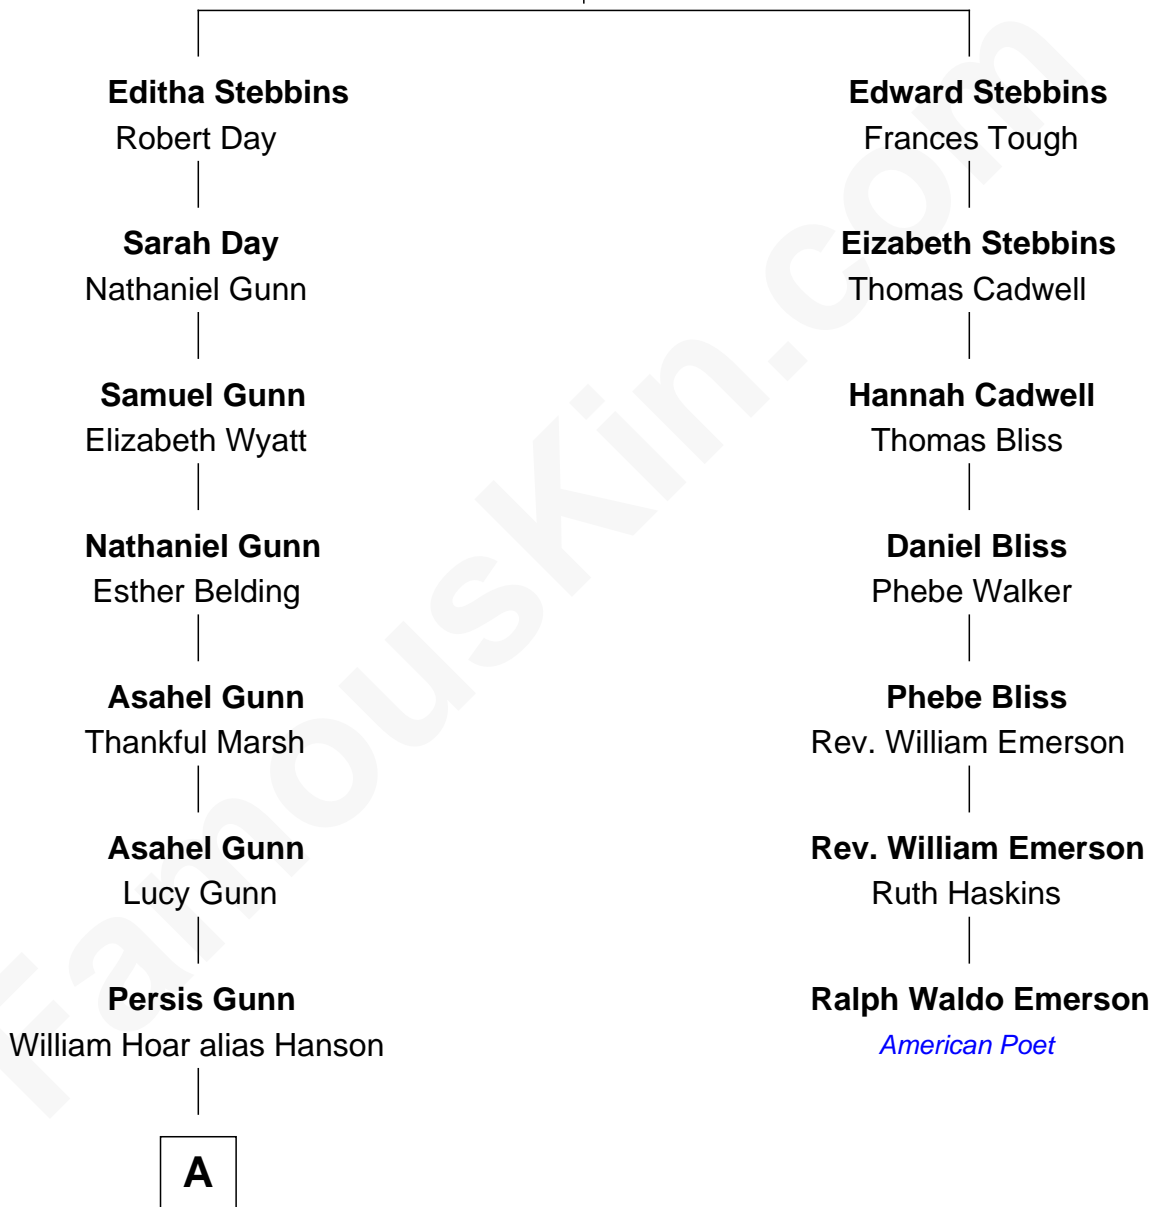 Editha Stebbins
Robert Day
Sarah Day
Nathaniel Gunn
Samuel Gunn
Elizabeth Wyatt
Nathaniel Gunn
Esther Belding
Asahel Gunn
Thankful Marsh
Asahel Gunn
Lucy Gunn
Persis Gunn
William Hoar alias Hanson
A
Edward Stebbins
Frances Tough
Eizabeth Stebbins
Thomas Cadwell
Hannah Cadwell
Thomas Bliss
Daniel Bliss
Phebe Walker
Phebe Bliss
Rev. William Emerson
Rev. William Emerson
Ruth Haskins
Ralph Waldo Emerson
American Poet
FamousKin.com